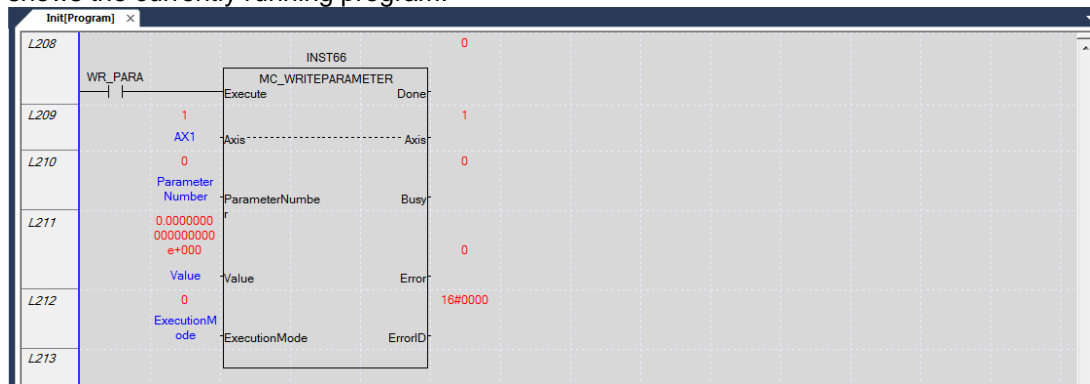 shows the currently running program.
Init[Program] ×
L208
0
INST66
WR_PARA
MC_WRITEPARAMETER
Execute
Done
L209
1
1
AX1
Axis
Axis
L210
0
0
Parameter
Number
ParameterNumbe
r
Busy
L211
0.0000000
000000000
e+000
0
Value
Value
Error
L212
0
16#0000
ExecutionM
ode
ExecutionMode
ErrorID
L213